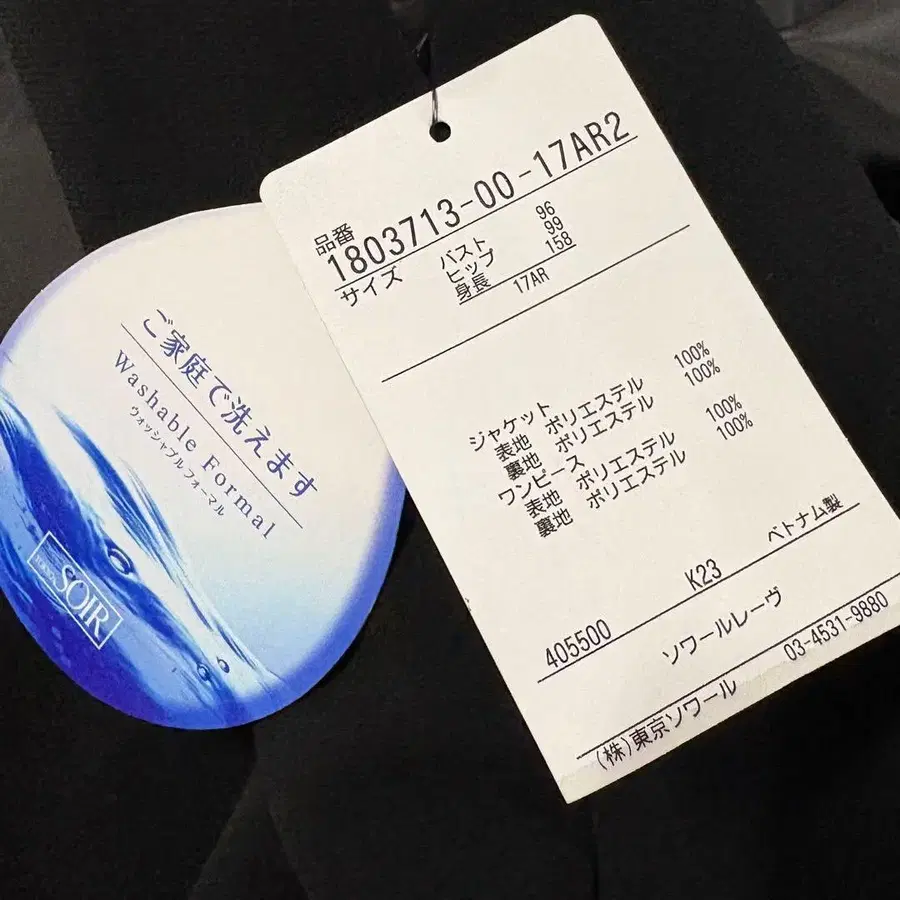 品番
1803713-00-17AR2
サイズ バスト 96
ヒップ 99
身長 158
17AR
ジャケット
表地 ポリエステル 100%
裏地 ポリエステル 100%
ワンピース
表地 ポリエステル 100%
裏地 ポリエステル 100%
K23 ベトナム製
405500
ソワールレーヴ
(株)東京ソワール 03-4531-9880
ご家庭で洗えます
Washable Formal
ウォッシャブル フォーマル
TOKYO SOIR